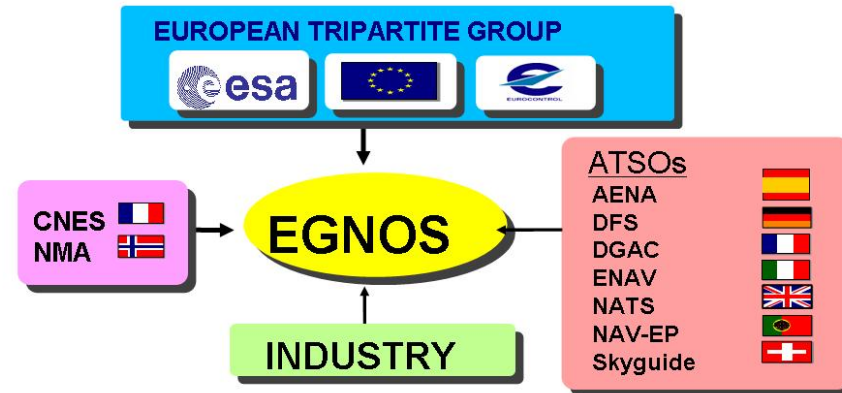 EUROPEAN TRIPARTITE GROUP
esa
EUROCONTROL
CNES
NMA
EGNOS
INDUSTRY
ATSOs
AENA
DFS
DGAC
ENAV
NATS
NAV-EP
Skyguide